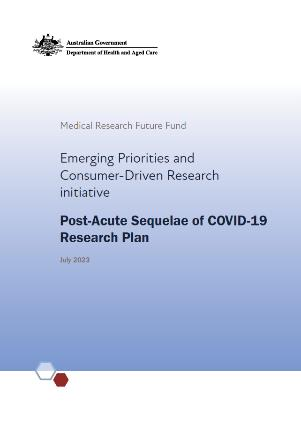 Australian Government
Department of Health and Aged Care
Medical Research Future Fund
Emerging Priorities and
Consumer-Driven Research
initiative
Post-Acute Sequelae of COVID-19
Research Plan
July 2023